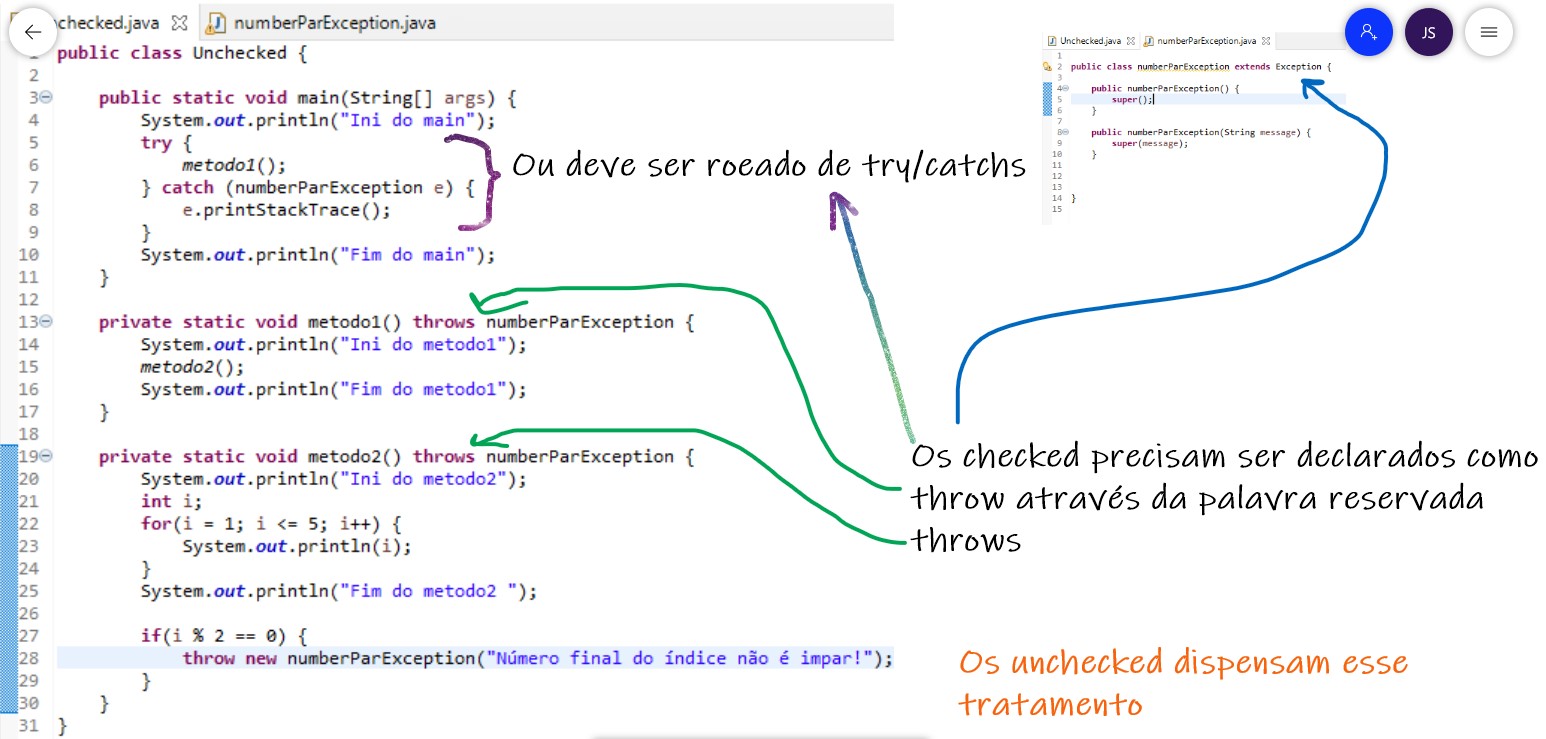 checked.java numberParException.java
1 public class Unchecked {
2
3 public static void main(String[] args) {
4 System.out.println("Ini do main");
5 try {
6 metodo1();
7 } catch (numberParException e) {
8 e.printStackTrace();
9 }
10 System.out.println("Fim do main");
11 }
12
13 private static void metodo1() throws numberParException {
14 System.out.println("Ini do metodo1");
15 metodo2();
16 System.out.println("Fim do metodo1");
17 }
18
19 private static void metodo2() throws numberParException {
20 System.out.println("Ini do metodo2");
21 int i;
22 for(i = 1; i <= 5; i++) {
23 System.out.println(i);
24 }
25 System.out.println("Fim do metodo2 ");
26
27 if(i % 2 == 0) {
28 throw new numberParException("Número final do índice não é impar!");
29 }
30 }
31 }
Ou deve ser roeado de try/catchs
Unchecked.java numberParException.java
1
2 public class numberParException extends Exception {
3
4 public numberParException() {
5 super();
6 }
7
8 public numberParException(String message) {
9 super(message);
10 }
11
12
13
14 }
15
JS
Os checked precisam ser declarados como
throw através da palavra reservada
throws
Os unchecked dispensam esse
tratamento